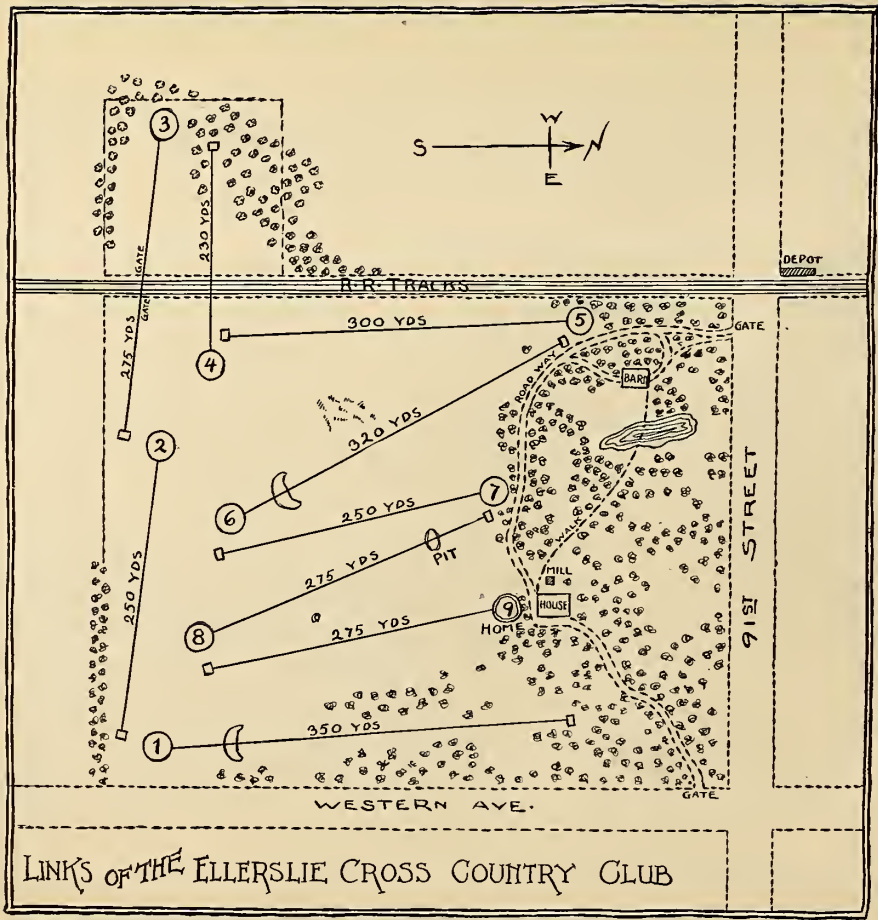 3
W
S
N
E
230 YDS
GATE
GATE
DEPOT
R.R. TRACKS
275 YDS
300 YDS
5
GATE
4
ROAD WAY
BARN
2
320 YDS
6
7
250 YDS
WALK
91ST STREET
250 YDS
275 YDS
PIT
MILL
8
9
HOUSE
HOME
275 YDS
1
350 YDS
GATE
WESTERN AVE.
LINKS OF THE ELLERSLIE CROSS COUNTRY CLUB